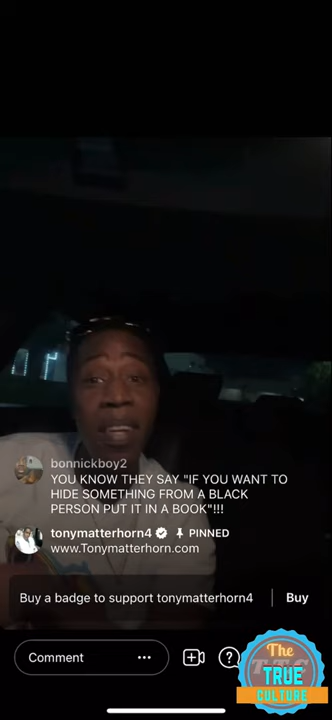 bonnickboy2
YOU KNOW THEY SAY "IF YOU WANT TO
HIDE SOMETHING FROM A BLACK
PERSON PUT IT IN A BOOK"!!!
tonymatterhorn4 PINNED
www.Tonymatterhorn.com
Buy a badge to support tonymatterhorn4 Buy
Comment
The
TRUE
CULTURE